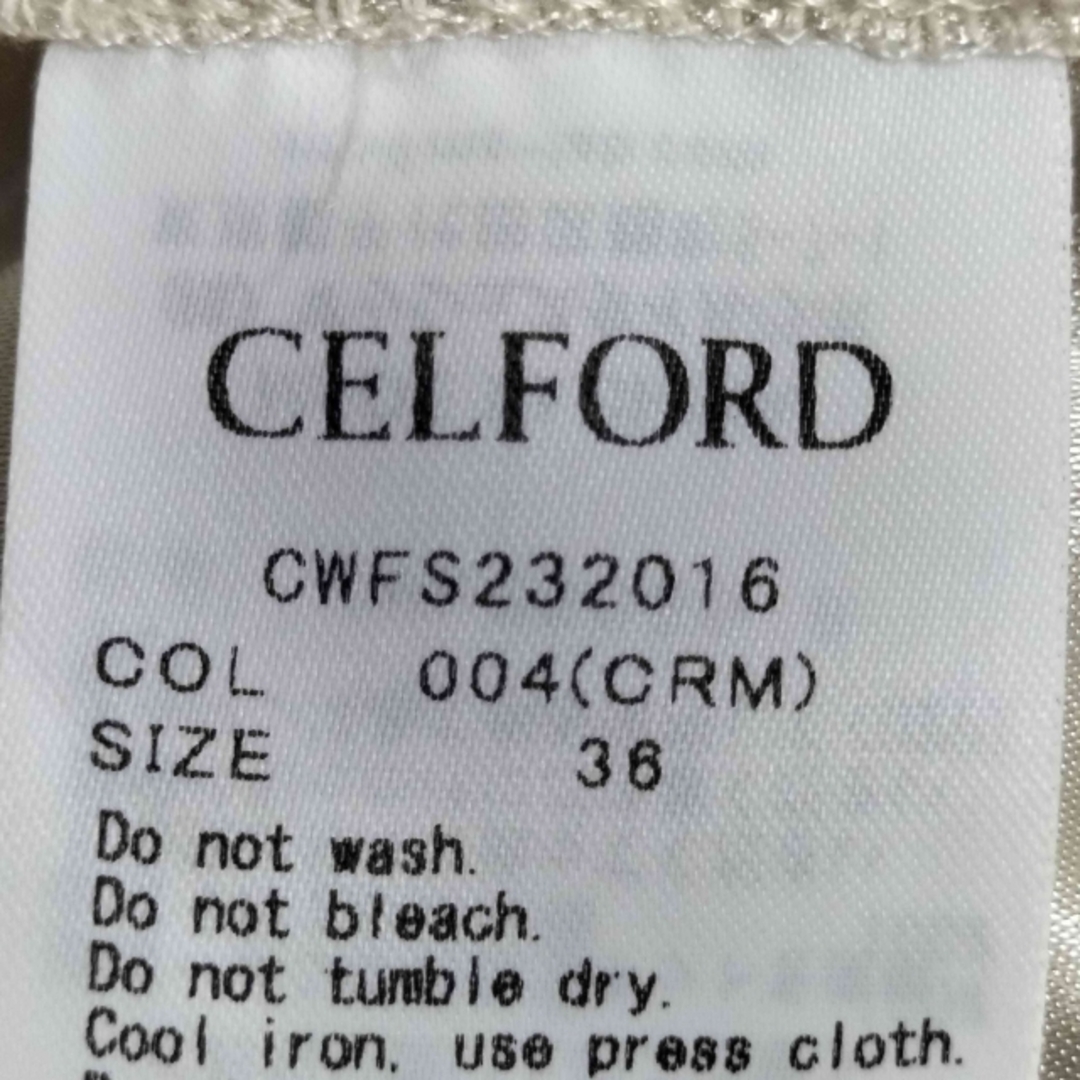 CELFORD
CWFS232016
COL 004(CRM)
SIZE 36
Do not wash.
Do not bleach.
Do not tumble dry.
Cool iron, use press cloth.